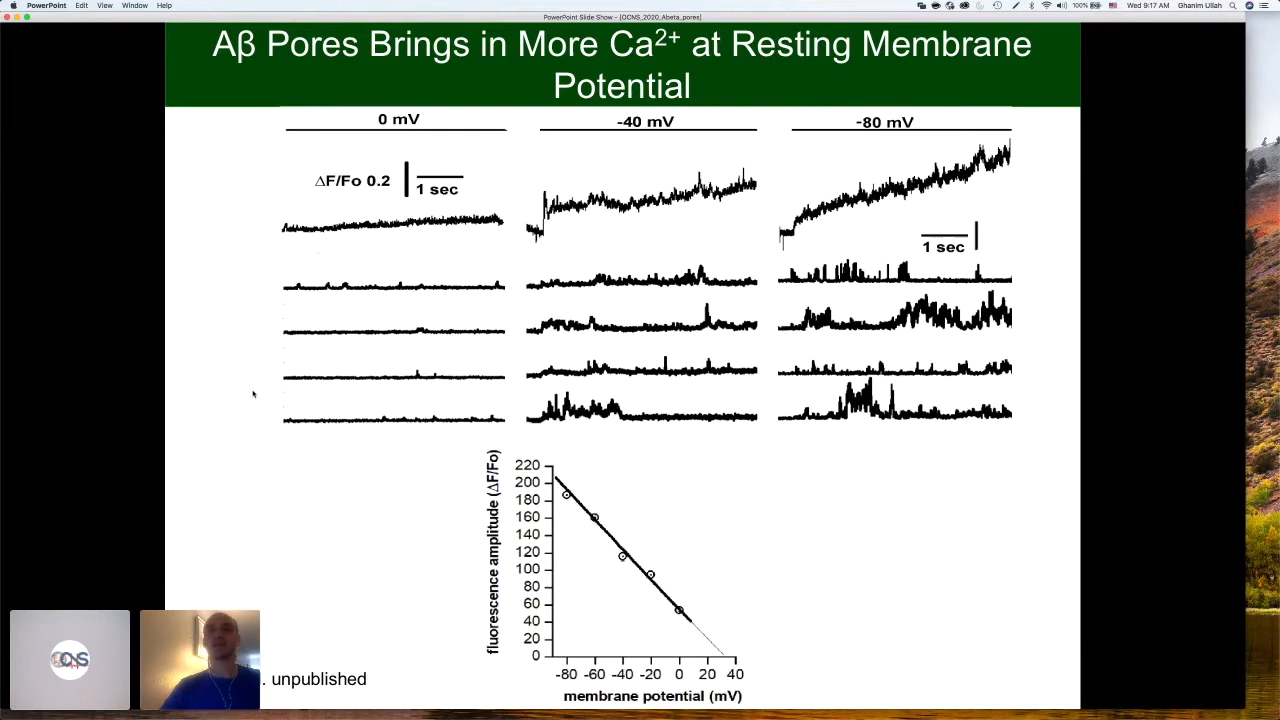 PowerPoint Edit View Window Help 100% Wed 9:17 AM Ghanim Ullah
PowerPoint Slide Show - [OCNS_2020_Abeta_pores]
Aβ Pores Brings in More Ca²⁺ at Resting Membrane
Potential
0 mV
-40 mV
-80 mV
ΔF/Fo 0.2
1 sec
1 sec
fluorescence amplitude (ΔF/Fo)
220
200
180
160
140
120
100
80
60
40
20
0
-80 -60 -40 -20 0 20 40
membrane potential (mV)
. unpublished